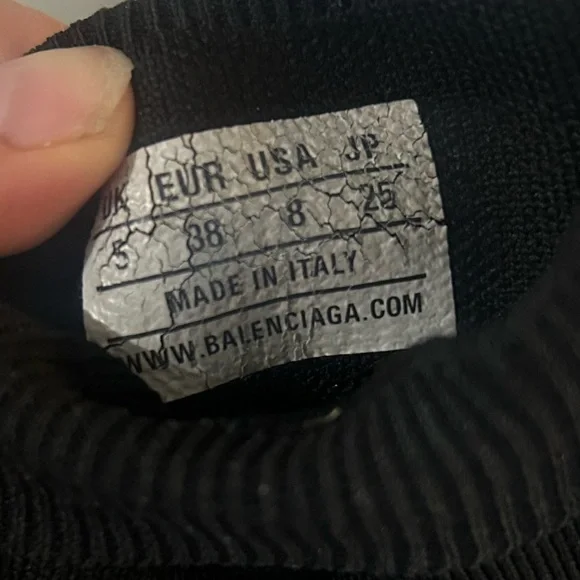 UK EUR USA JP
5 38 8 25
MADE IN ITALY
WWW.BALENCIAGA.COM